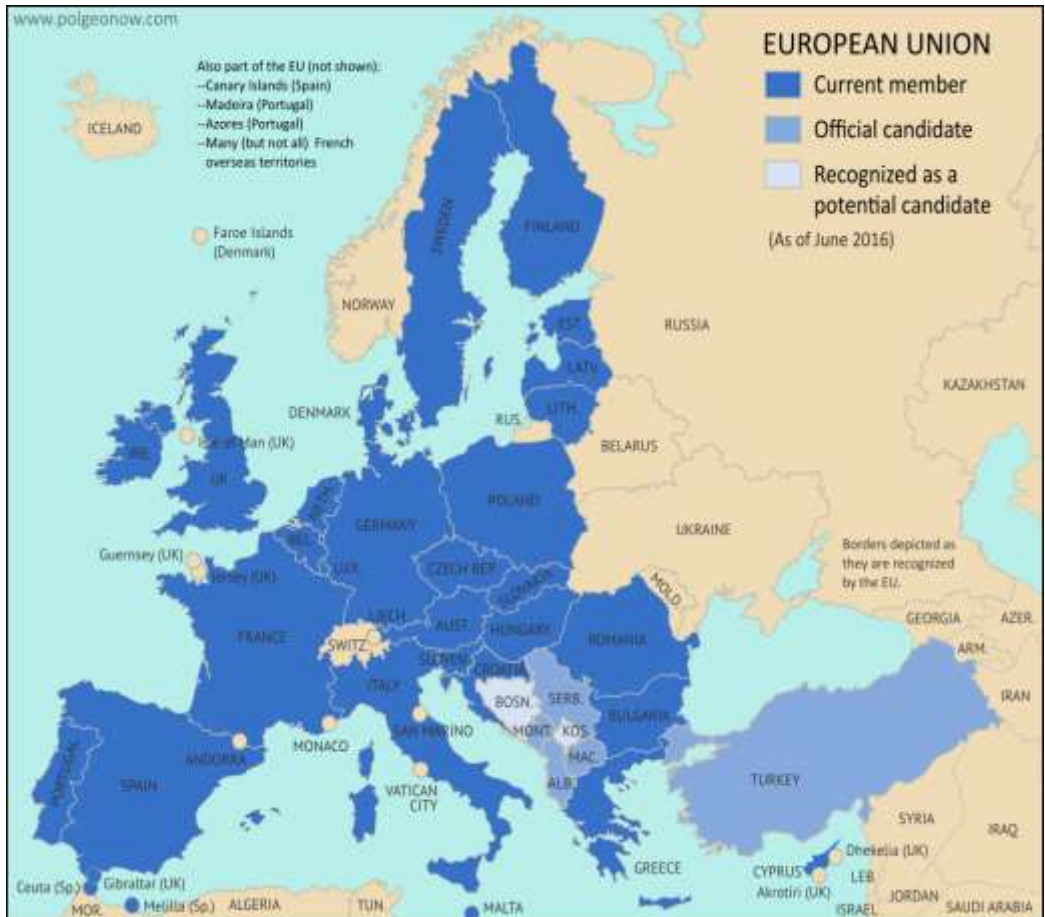 www.polgeonow.com
EUROPEAN UNION
Current member
Official candidate
Recognized as a
potential candidate
(As of June 2016)
Also part of the EU (not shown):
--Canary Islands (Spain)
--Madeira (Portugal)
--Azores (Portugal)
--Many (but not all) French
overseas territories
ICELAND
Faroe Islands
(Denmark)
SWEDEN
FINLAND
NORWAY
RUSSIA
EST.
LATV.
LITH.
KAZAKHSTAN
DENMARK
RUS.
BELARUS
Isle of Man (UK)
IRE.
UK
NETH.
POLAND
GERMANY
UKRAINE
BEL.
LUX.
Guernsey (UK)
Jersey (UK)
CZECH REP.
SLOVAKIA
Borders depicted as
they are recognized
by the EU.
MOLD.
LIECH.
AUST.
HUNGARY
FRANCE
SWITZ.
ROMANIA
GEORGIA
AZER.
ARM.
SLOVEN.
CROATIA
ITALY
BOSN.
SERB.
IRAN
BULGARIA
SAN MARINO
MONT.
KOS.
MONACO
ANDORRA
MAC.
PORTUGAL
SPAIN
ALB.
TURKEY
VATICAN
CITY
SYRIA
IRAQ
GREECE
CYPRUS
Dhekelia (UK)
LEB.
Akrotiri (UK)
Ceuta (Sp.)
Gibraltar (UK)
JORDAN
MOR.
Melilla (Sp.)
ALGERIA
TUN.
MALTA
ISRAEL
SAUDI ARABIA